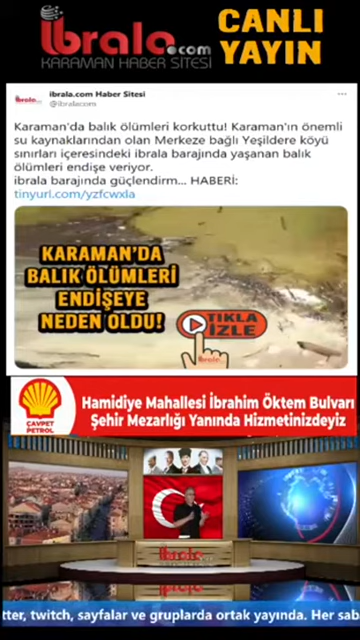 ibrala.com
KARAMAN HABER SİTESİ
CANLI
YAYIN
ibrala.com Haber Sitesi
@ibralacom
Karaman'da balık ölümleri korkuttu! Karaman'ın önemli
su kaynaklarından olan Merkeze bağlı Yeşildere köyü
sınırları içeresindeki ibrala barajında yaşanan balık
ölümleri endişe veriyor.
ibrala barajında güçlendirm... HABERİ:
tinyurl.com/yzfcwxla
KARAMAN'DA
BALIK ÖLÜMLERİ
ENDİŞEYE
NEDEN OLDU!
TIKLA
İZLE
ibrala
Hamidiye Mahallesi İbrahim Öktem Bulvarı
Şehir Mezarlığı Yanında Hizmetinizdeyiz
ÇAVPET
PETROL
ibrala
tter, twitch, sayfalar ve gruplarda ortak yayında. Her sab